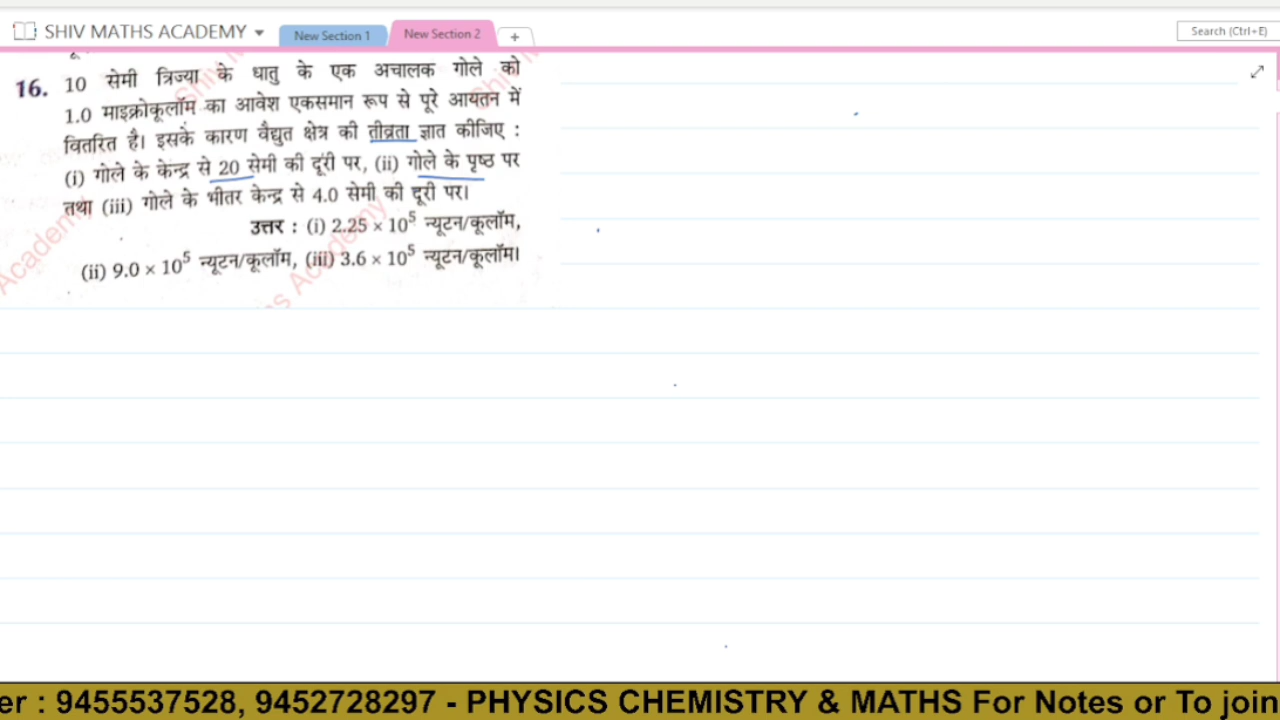 SHIV MATHS ACADEMY
New Section 1
New Section 2
+
Search (Ctrl+E)
16. 10 सेमी त्रिज्या के धातु के एक अचालक गोले को
1.0 माइक्रोकूलॉम का आवेश एकसमान रूप से पूरे आयतन में
वितरित है। इसके कारण वैद्युत क्षेत्र की तीव्रता ज्ञात कीजिए :
(i) गोले के केन्द्र से 20 सेमी की दूरी पर, (ii) गोले के पृष्ठ पर
तथा (iii) गोले के भीतर केन्द्र से 4.0 सेमी की दूरी पर।
उत्तर : (i) 2.25 × 10⁵ न्यूटन/कूलॉम,
(ii) 9.0 × 10⁵ न्यूटन/कूलॉम, (iii) 3.6 × 10⁵ न्यूटन/कूलॉम।
Academy
er : 9455537528, 9452728297 - PHYSICS CHEMISTRY & MATHS For Notes or To join